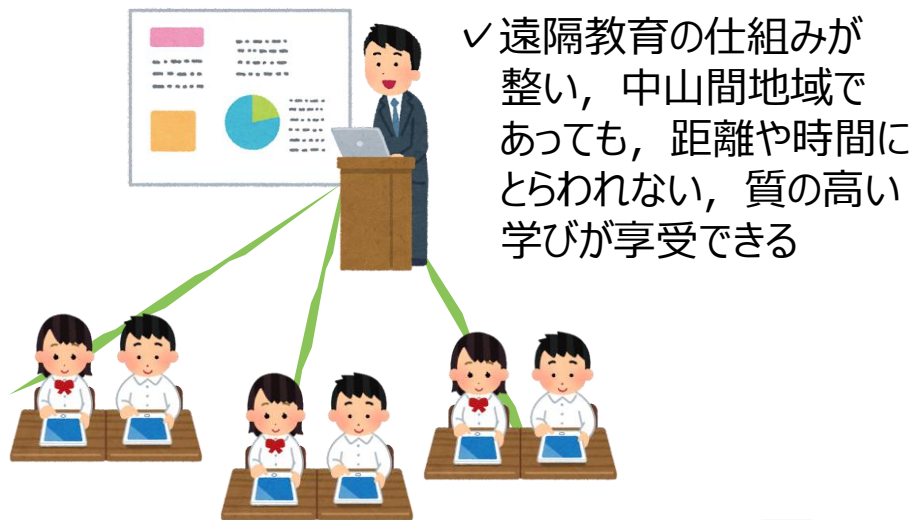 ✓遠隔教育の仕組みが
整い，中山間地域で
あっても，距離や時間に
とらわれない，質の高い
学びが享受できる